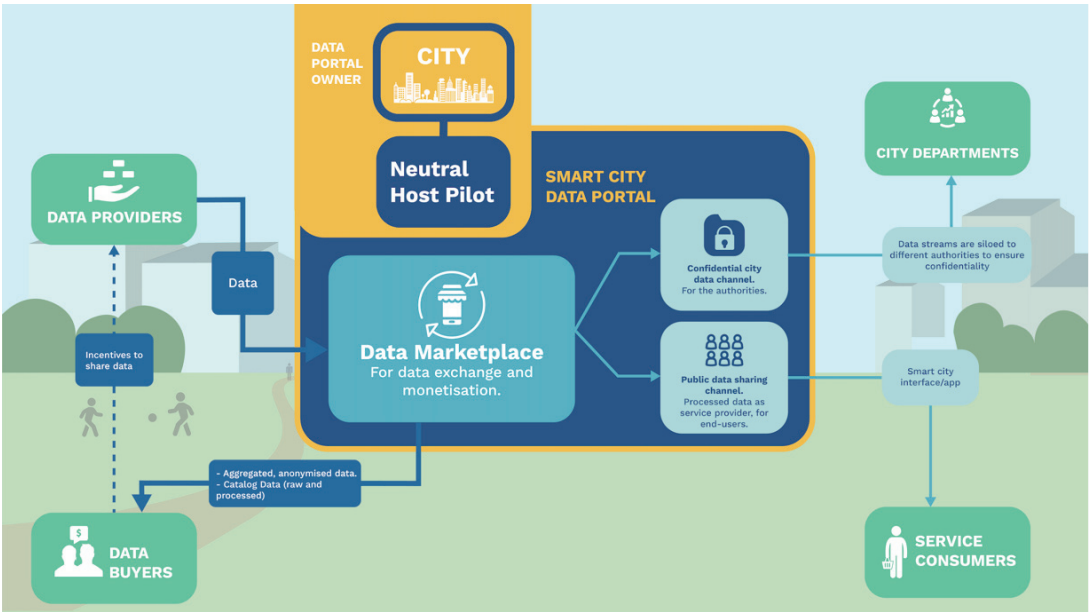 DATA
PORTAL
OWNER
CITY
Neutral
Host Pilot
SMART CITY
DATA PORTAL
DATA PROVIDERS
Data
Incentives to
share data
Data Marketplace
For data exchange and
monetisation.
Confidential city
data channel.
For the authorities.
Public data sharing
channel.
Processed data as
service provider, for
end-users.
CITY DEPARTMENTS
Data streams are siloed to
different authorities to ensure
confidentiality
Smart city
interface/app
- Aggregated, anonymised data.
- Catalog Data (raw and
processed)
$
DATA
BUYERS
SERVICE
CONSUMERS